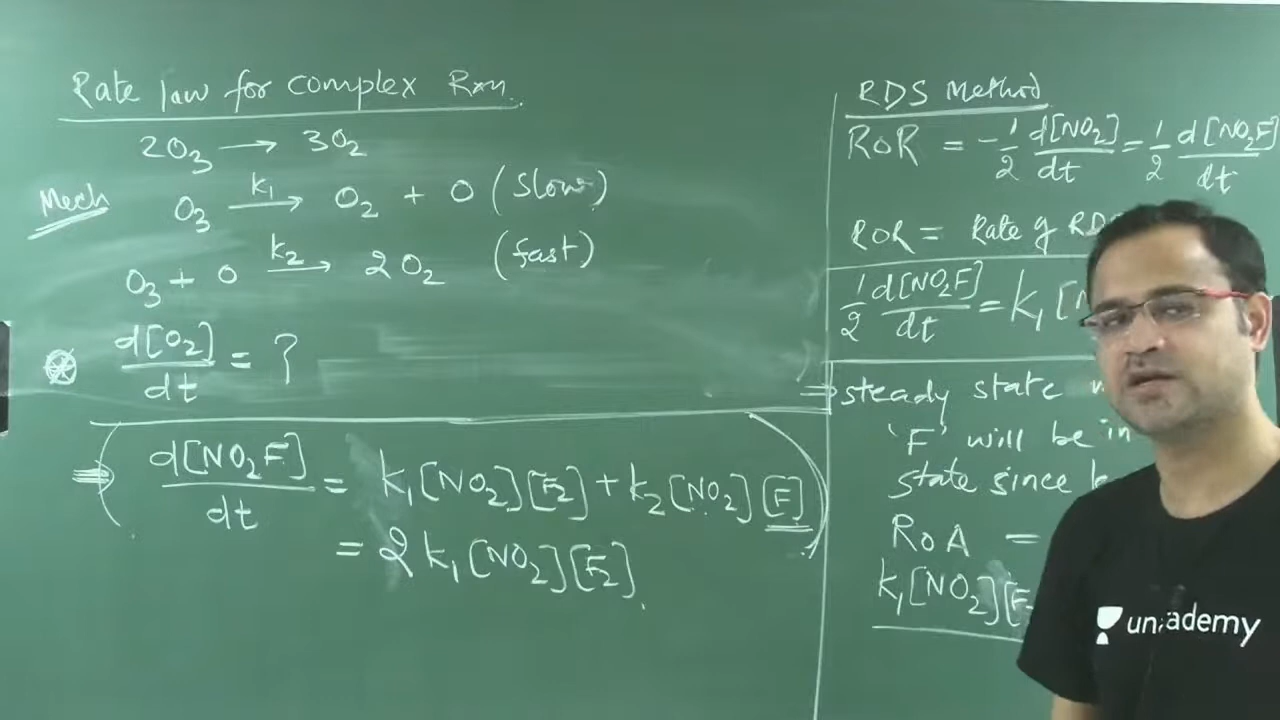 Rate law for complex Rxn.
2O₃ → 3O₂
Mech O₃ →k₁ O₂ + O (slow)
O₃ + O →k₂ 2O₂ (fast)
d[O₂]/dt = ?
⇒ ( d[NO₂F]/dt = k₁[NO₂][F₂] + k₂[NO₂][F] )
= 2k₁[NO₂][F₂].
RDS Method
RoR = -1/2 d[NO₂]/dt = 1/2 d[NO₂F]/dt
ROR = Rate of RD
1/2 d[NO₂F]/dt = k₁[N
⇒ steady state
'F' will be in
state since k
RoA =
k₁[NO₂][F
unacademy